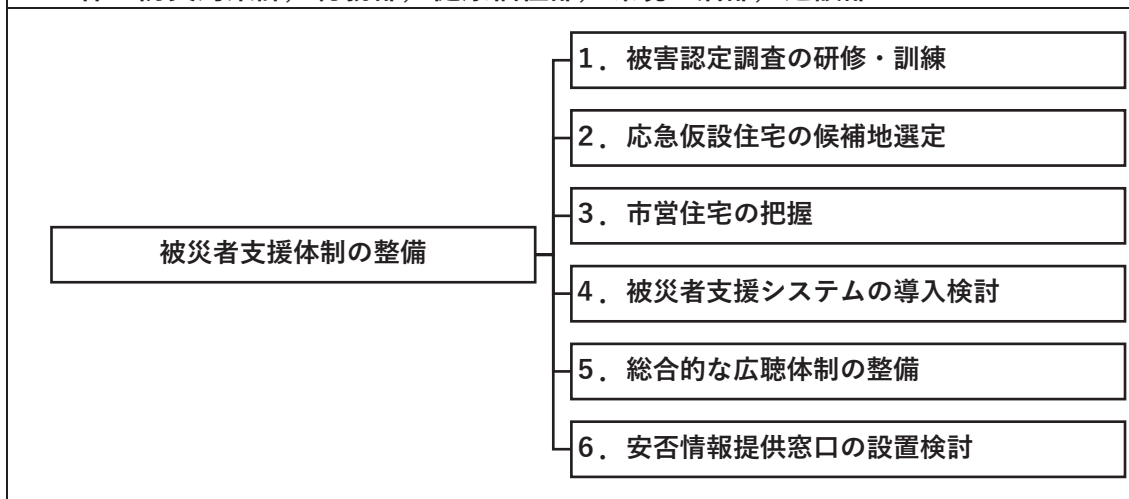 被災者支援体制の整備
1．被害認定調査の研修・訓練
2．応急仮設住宅の候補地選定
3．市営住宅の把握
4．被災者支援システムの導入検討
5．総合的な広聴体制の整備
6．安否情報提供窓口の設置検討